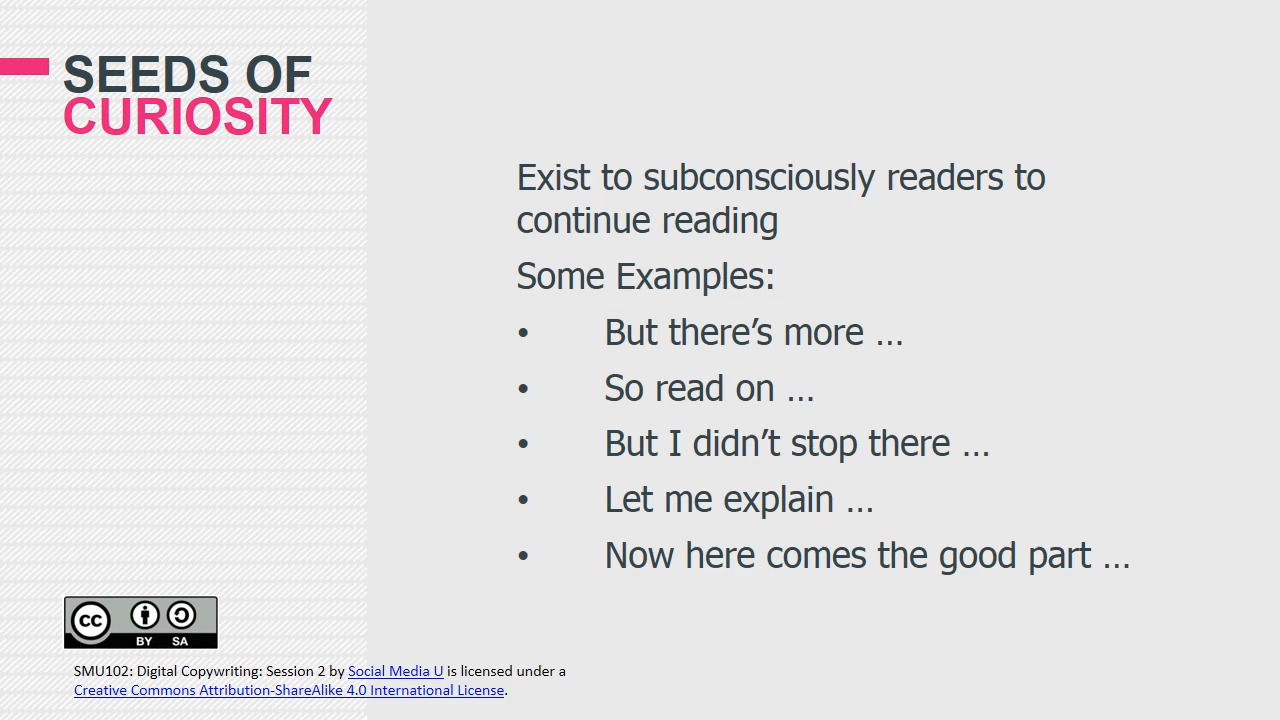 SEEDS OF
CURIOSITY
Exist to subconsciously readers to
continue reading
Some Examples:
• But there’s more …
• So read on …
• But I didn’t stop there …
• Let me explain …
• Now here comes the good part …
CC BY SA
SMU102: Digital Copywriting: Session 2 by Social Media U is licensed under a
Creative Commons Attribution-ShareAlike 4.0 International License.